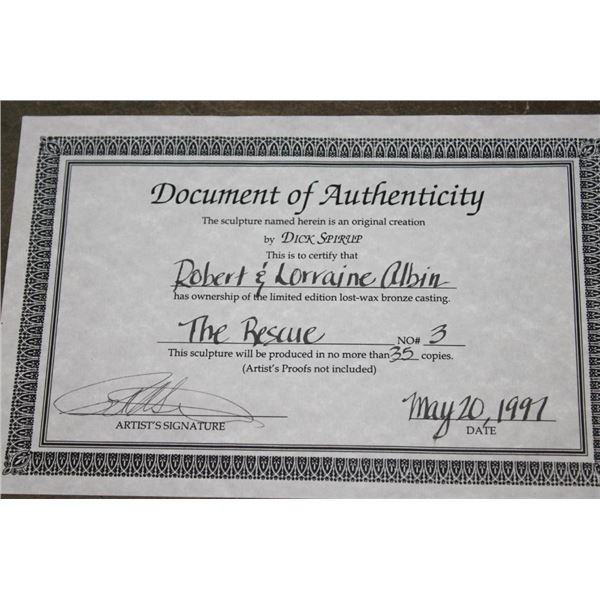 Document of Authenticity
The sculpture named herein is an original creation
by DICK SPIRUP
This is to certify that
Robert & Lorraine Albin
has ownership of the limited edition lost-wax bronze casting.
The Rescue NO# 3
This sculpture will be produced in no more than 35 copies.
(Artist's Proofs not included)
May 20, 1997
ARTIST'S SIGNATURE DATE